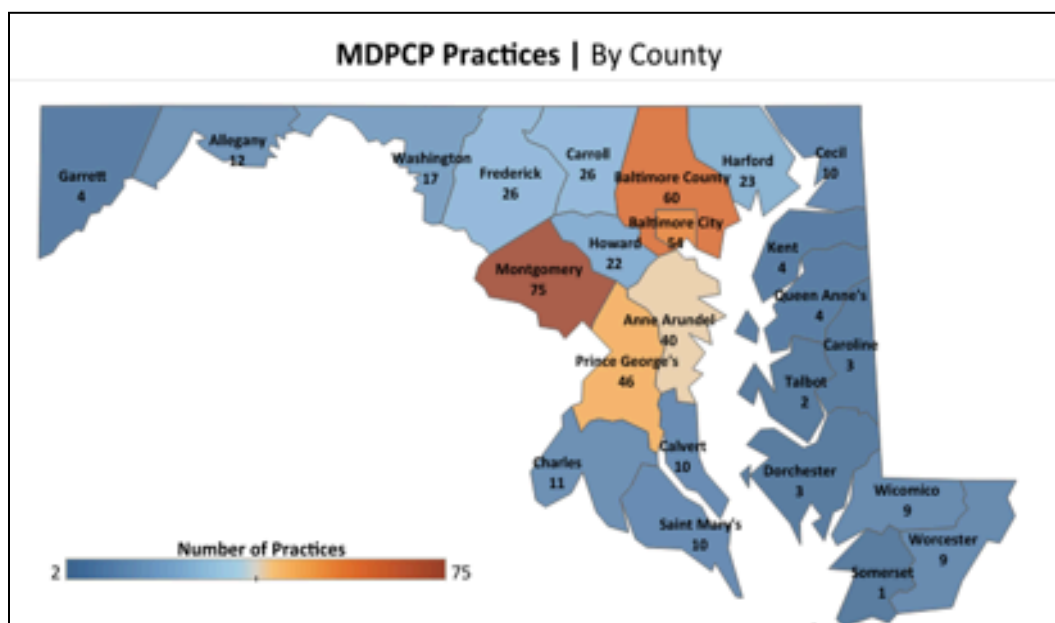 MDPCP Practices | By County
Garrett
4
Allegany
12
Washington
17
Frederick
26
Carroll
26
Baltimore County
60
Baltimore City
54
Harford
23
Cecil
10
Howard
22
Montgomery
75
Anne Arundel
40
Prince George's
46
Kent
4
Queen Anne's
4
Caroline
3
Talbot
2
Dorchester
3
Charles
11
Calvert
10
Saint Mary's
10
Wicomico
9
Worcester
9
Somerset
1
Number of Practices
2 75